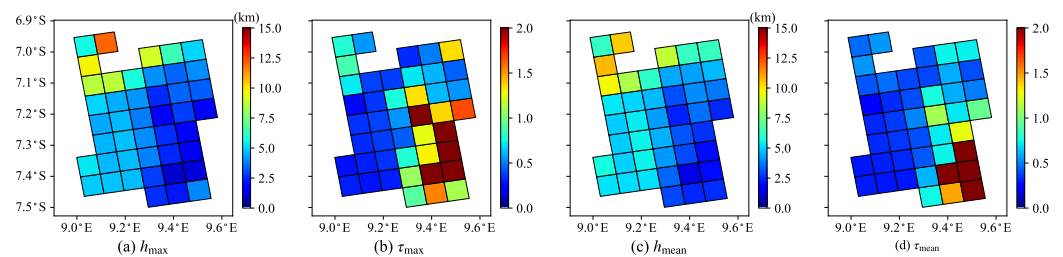 (km)
(km)
6.9°S
7.0°S
7.1°S
7.2°S
7.3°S
7.4°S
7.5°S
15.0
12.5
10.0
7.5
5.0
2.5
0.0
2.0
1.5
1.0
0.5
0.0
15.0
12.5
10.0
7.5
5.0
2.5
0.0
2.0
1.5
1.0
0.5
0.0
9.0°E 9.2°E 9.4°E 9.6°E
9.0°E 9.2°E 9.4°E 9.6°E
9.0°E 9.2°E 9.4°E 9.6°E
9.0°E 9.2°E 9.4°E 9.6°E
(a) hmax
(b) τmax
(c) hmean
(d) τmean